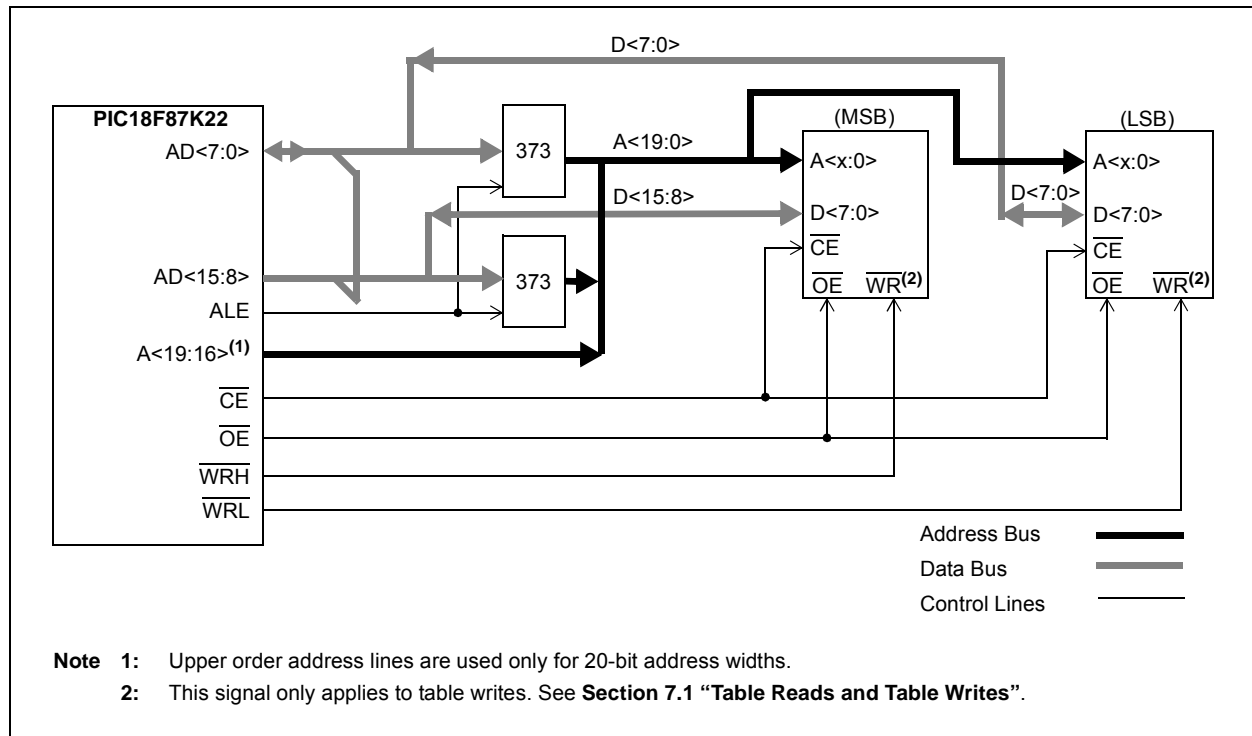 D<7:0>
PIC18F87K22
AD<7:0>
373
A<19:0>
(MSB)
A<x:0>
(LSB)
A<x:0>
D<15:8>
D<7:0>
D<7:0>
D<7:0>
CE
CE
AD<15:8>
373
OE WR(2)
OE WR(2)
ALE
A<19:16>(1)
CE
OE
WRH
WRL
Address Bus
Data Bus
Control Lines
Note 1: Upper order address lines are used only for 20-bit address widths.
2: This signal only applies to table writes. See Section 7.1 “Table Reads and Table Writes”.